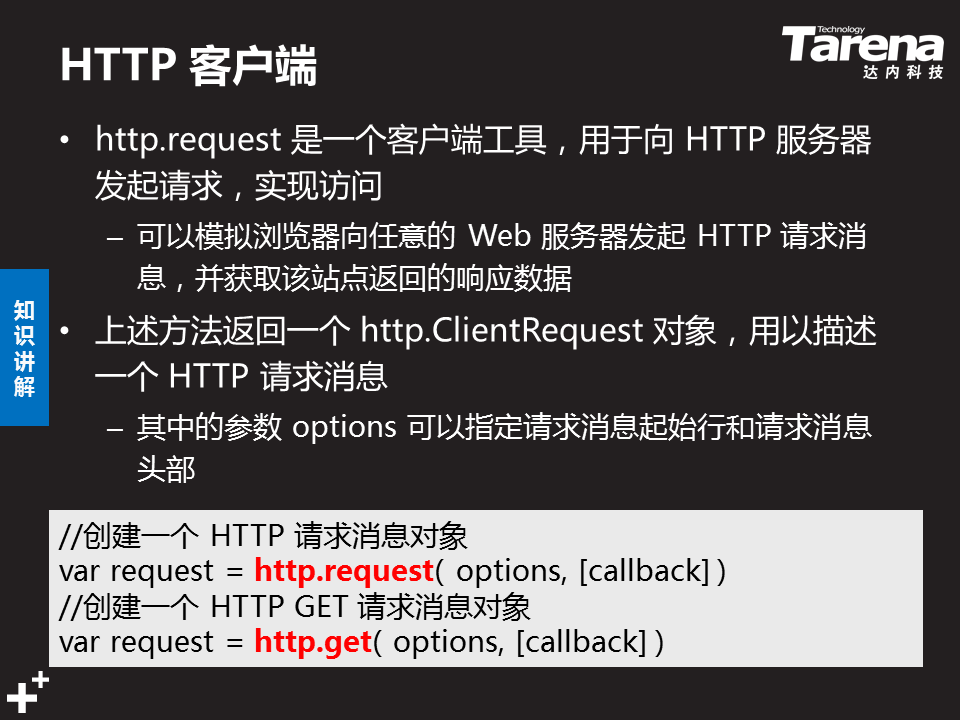 HTTP 客户端
Technology
Tarena
达内科技
• http.request 是一个客户端工具，用于向 HTTP 服务器
发起请求，实现访问
– 可以模拟浏览器向任意的 Web 服务器发起 HTTP 请求消
息，并获取该站点返回的响应数据
• 上述方法返回一个 http.ClientRequest 对象，用以描述
一个 HTTP 请求消息
– 其中的参数 options 可以指定请求消息起始行和请求消息
头部
知
识
讲
解
//创建一个 HTTP 请求消息对象
var request = http.request( options, [callback] )
//创建一个 HTTP GET 请求消息对象
var request = http.get( options, [callback] )